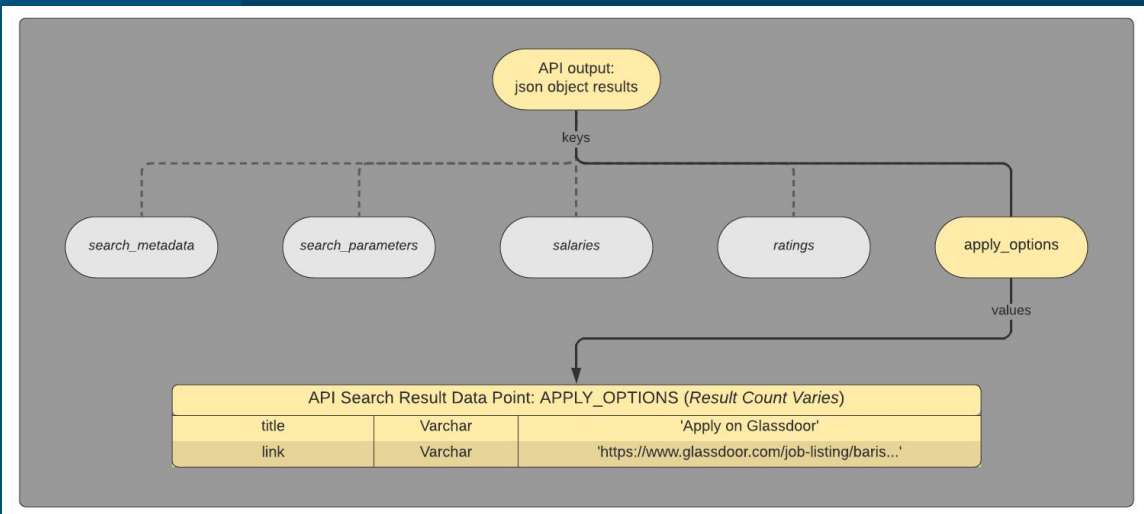 API output:
json object results
keys
search_metadata
search_parameters
salaries
ratings
apply_options
values
API Search Result Data Point: APPLY_OPTIONS (Result Count Varies)
title Varchar 'Apply on Glassdoor'
link Varchar 'https://www.glassdoor.com/job-listing/baris...'